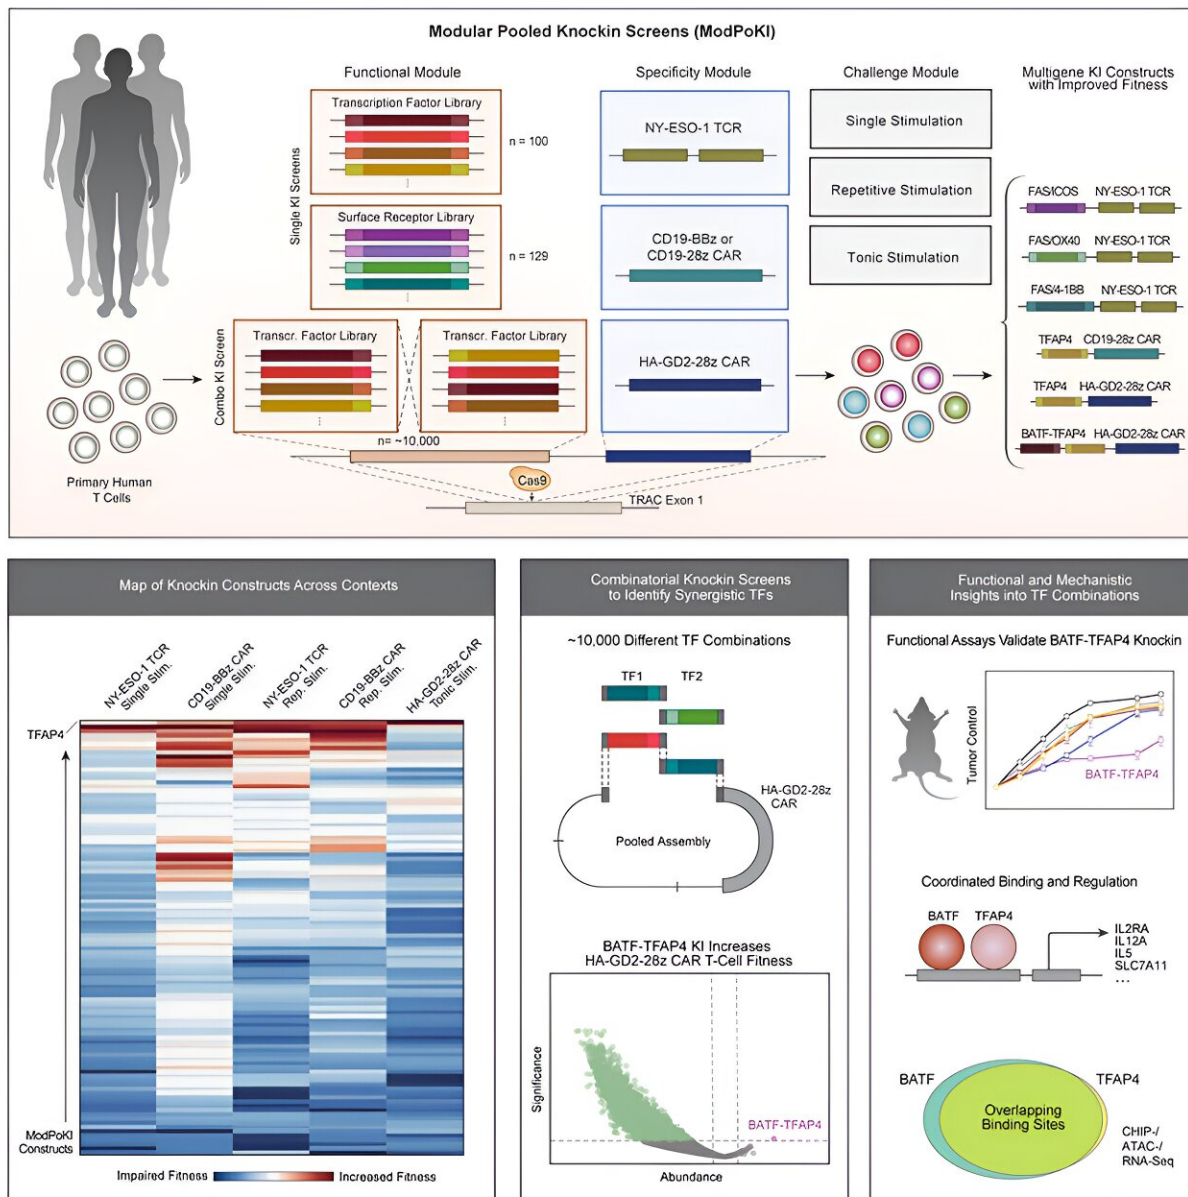 Modular Pooled Knockin Screens (ModPoKI)
Functional Module
Specificity Module
Challenge Module
Multigene KI Constructs
with Improved Fitness
Single KI Screens
Transcription Factor Library
n = 100
Surface Receptor Library
n = 129
Combo KI Screen
Transcr. Factor Library
Transcr. Factor Library
n= ~10,000
NY-ESO-1 TCR
CD19-BBz or
CD19-28z CAR
HA-GD2-28z CAR
Single Stimulation
Repetitive Stimulation
Tonic Stimulation
FAS/ICOS
NY-ESO-1 TCR
FAS/OX40
NY-ESO-1 TCR
FAS/4-1BB
NY-ESO-1 TCR
TFAP4
CD19-28z CAR
TFAP4
HA-GD2-28z CAR
BATF-TFAP4
HA-GD2-28z CAR
Primary Human
T Cells
Cas9
TRAC Exon 1
Map of Knockin Constructs Across Contexts
NY-ESO-1 TCR
Single Stim.
CD19-BBz CAR
Single Stim.
NY-ESO-1 TCR
Rep. Stim.
CD19-BBz CAR
Rep. Stim.
HA-GD2-28z CAR
Tonic Stim.
TFAP4
ModPoKI
Constructs
Impaired Fitness
Increased Fitness
Combinatorial Knockin Screens
to Identify Synergistic TFs
~10,000 Different TF Combinations
TF1
TF2
HA-GD2-28z
CAR
Pooled Assembly
BATF-TFAP4 KI Increases
HA-GD2-28z CAR T-Cell Fitness
Significance
BATF-TFAP4
Abundance
Functional and Mechanistic
Insights into TF Combinations
Functional Assays Validate BATF-TFAP4 Knockin
Tumor Control
BATF-TFAP4
Coordinated Binding and Regulation
BATF
TFAP4
IL2RA
IL12A
IL5
SLC7A11
...
BATF
TFAP4
Overlapping
Binding Sites
CHIP-/
ATAC-/
RNA-Seq